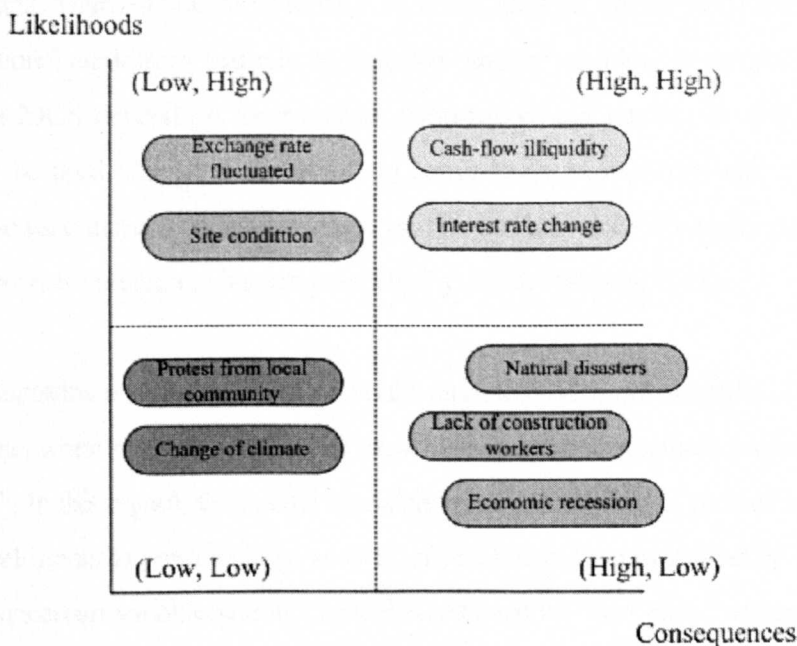 Likelihoods
(Low, High)
(High, High)
Exchange rate
fluctuated
Cash-flow illiquidity
Site condittion
Interest rate change
Protest from local
community
Natural disasters
Change of climate
Lack of construction
workers
Economic recession
(Low, Low)
(High, Low)
Consequences